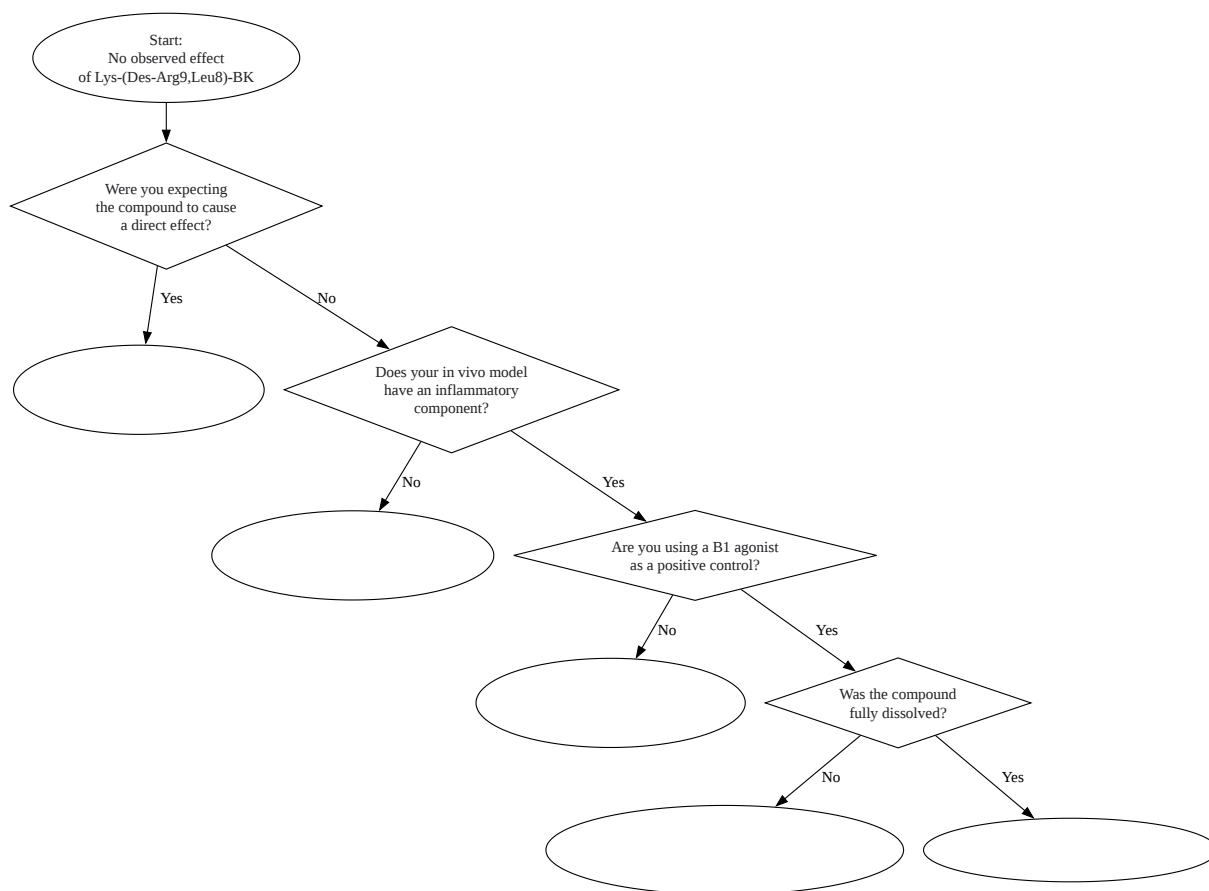 Start:
No observed effect
of Lys-(Des-Arg9,Leu8)-BK
Were you expecting
the compound to cause
a direct effect?
Yes
No
Does your in vivo model
have an inflammatory
component?
No
Yes
Are you using a B1 agonist
as a positive control?
No
Yes
Was the compound
fully dissolved?
No
Yes